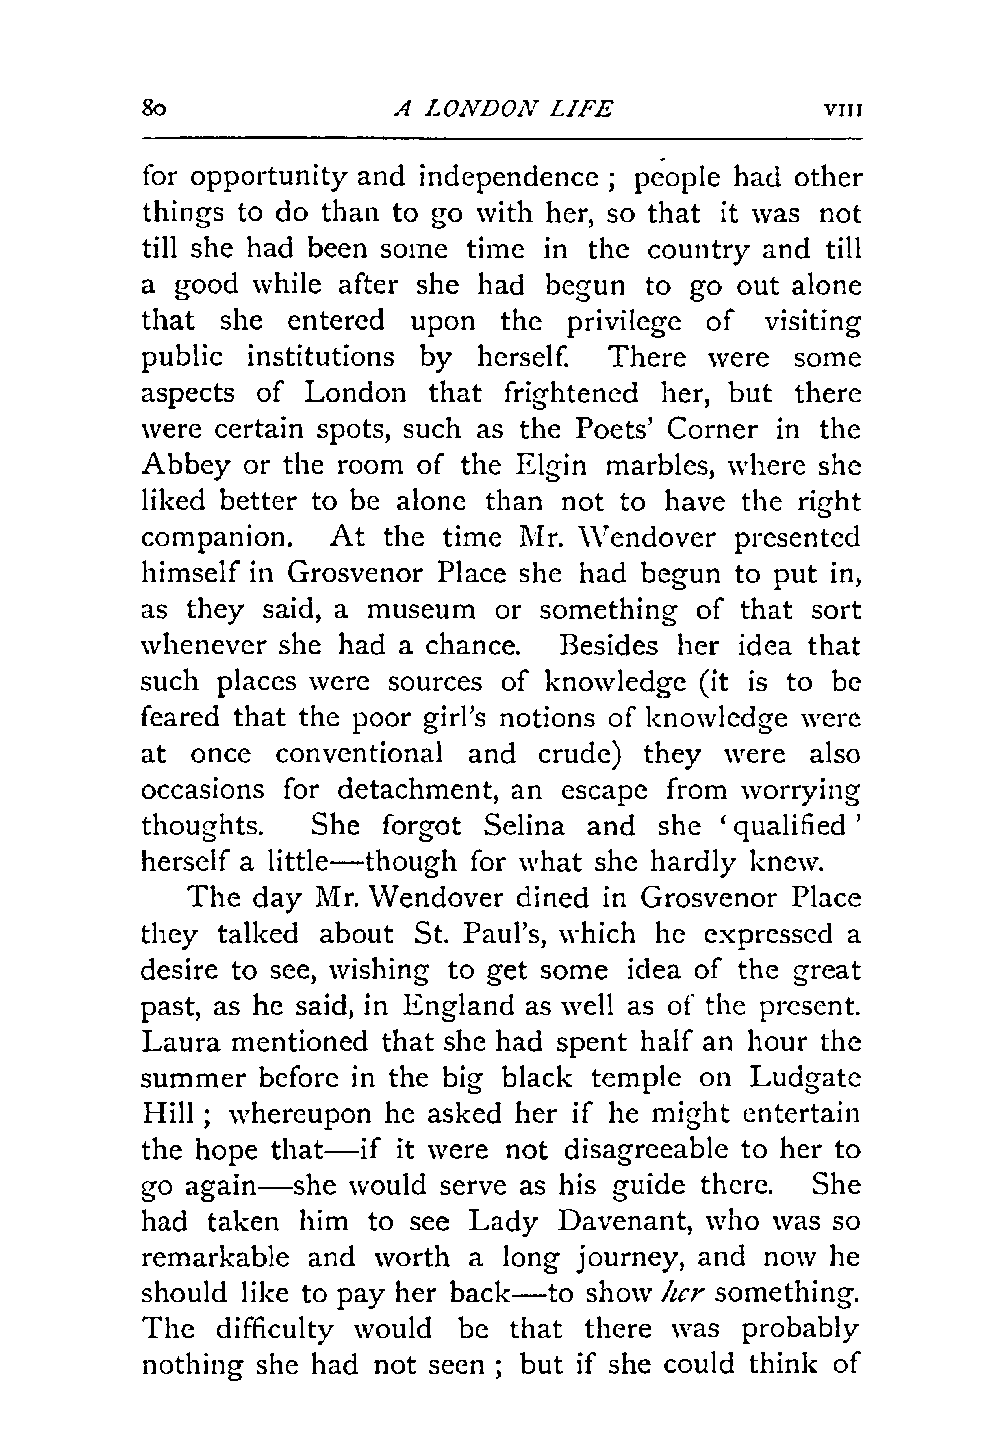 80 A LONDON LIFE VIII
for opportunity and independence ; people had other
things to do than to go with her, so that it was not
till she had been some time in the country and till
a good while after she had begun to go out alone
that she entered upon the privilege of visiting
public institutions by herself. There were some
aspects of London that frightened her, but there
were certain spots, such as the Poets’ Corner in the
Abbey or the room of the Elgin marbles, where she
liked better to be alone than not to have the right
companion. At the time Mr. Wendover presented
himself in Grosvenor Place she had begun to put in,
as they said, a museum or something of that sort
whenever she had a chance. Besides her idea that
such places were sources of knowledge (it is to be
feared that the poor girl’s notions of knowledge were
at once conventional and crude) they were also
occasions for detachment, an escape from worrying
thoughts. She forgot Selina and she ‘qualified’
herself a little—though for what she hardly knew.
The day Mr. Wendover dined in Grosvenor Place
they talked about St. Paul’s, which he expressed a
desire to see, wishing to get some idea of the great
past, as he said, in England as well as of the present.
Laura mentioned that she had spent half an hour the
summer before in the big black temple on Ludgate
Hill ; whereupon he asked her if he might entertain
the hope that—if it were not disagreeable to her to
go again—she would serve as his guide there. She
had taken him to see Lady Davenant, who was so
remarkable and worth a long journey, and now he
should like to pay her back—to show her something.
The difficulty would be that there was probably
nothing she had not seen ; but if she could think of